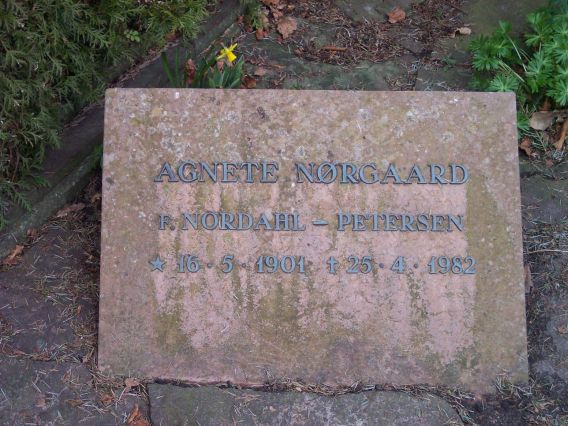 AGNETE NØRGAARD
F. NORDAHL – PETERSEN
★ 16 · 5 · 1901 † 25 · 4 · 1982